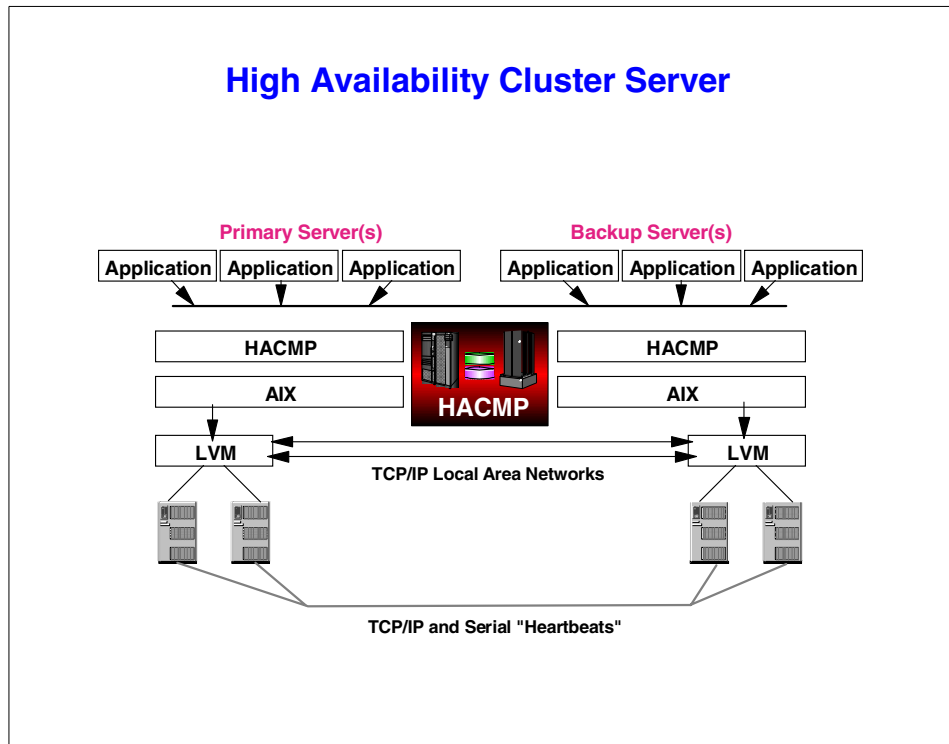 High Availability Cluster Server
Primary Server(s)
Backup Server(s)
Application
Application
Application
Application
Application
Application
HACMP
HACMP
AIX
AIX
HACMP
LVM
LVM
TCP/IP Local Area Networks
TCP/IP and Serial "Heartbeats"